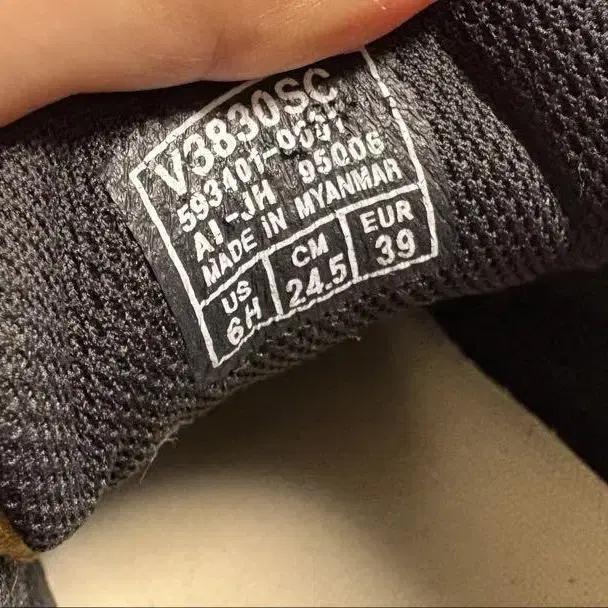 V3830SC
593401-0001
AI-JH 95006
MADE IN MYANMAR
US CM EUR
6H 24.5 39